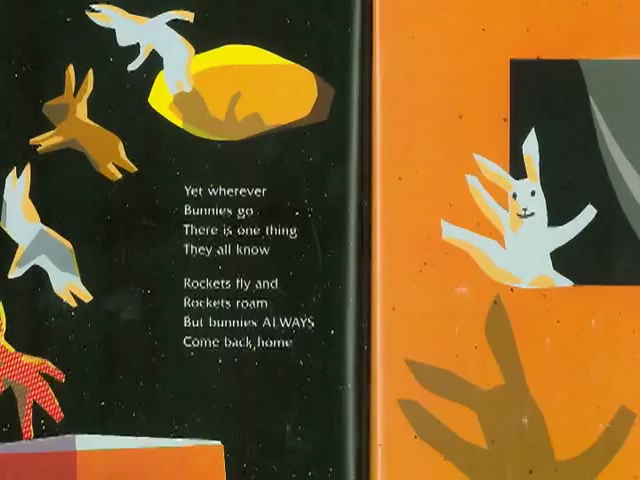 Yet wherever
Bunnies go
There is one thing
They all know
Rockets fly and
Rockets roam
But bunnies ALWAYS
Come back home